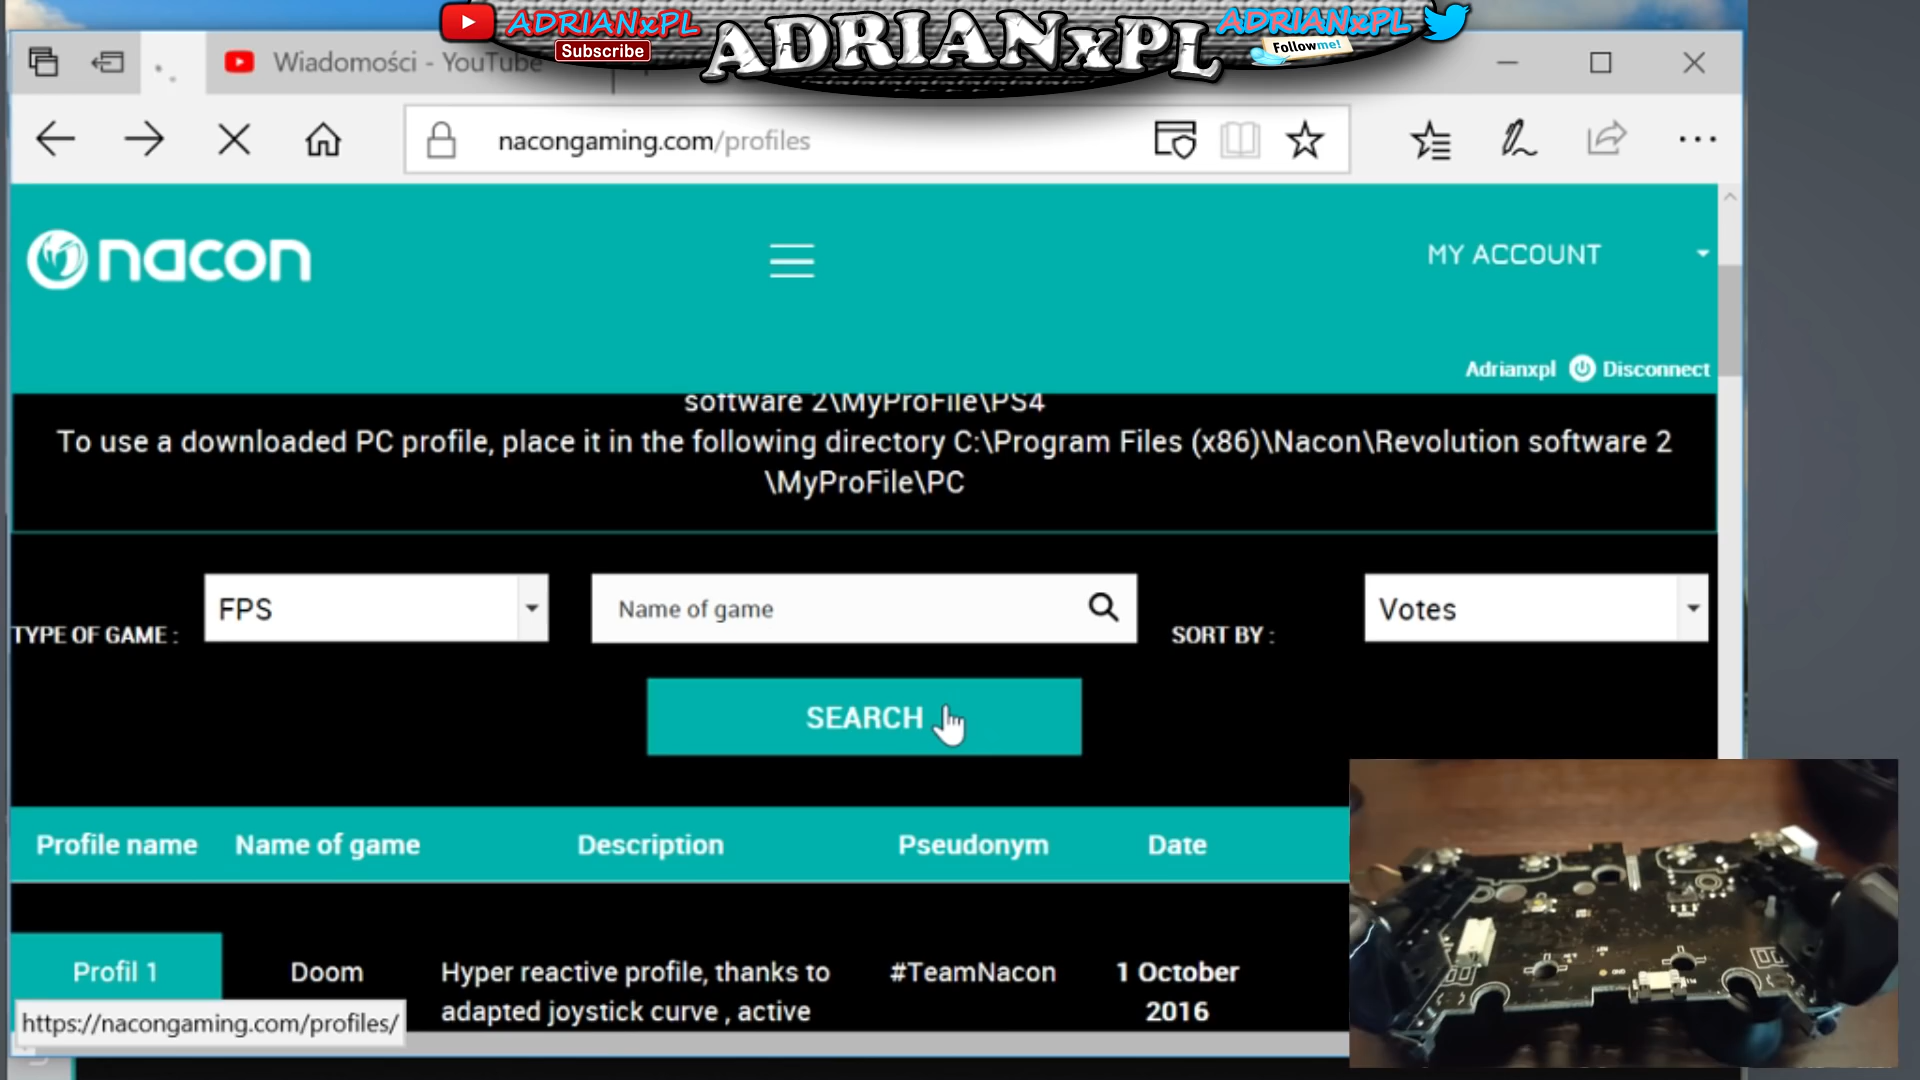 ADRIANxPL
Subscribe
ADRIANxPL
ADRIANxPL
Follow me!
Wiadomości - YouTube
nacongaming.com/profiles
nacon
MY ACCOUNT
Adrianxpl Disconnect
software 2\MyProFile\PS4
To use a downloaded PC profile, place it in the following directory C:\Program Files (x86)\Nacon\Revolution software 2
\MyProFile\PC
TYPE OF GAME :
FPS
Name of game
SORT BY :
Votes
SEARCH
Profile name Name of game Description Pseudonym Date
Profil 1 Doom Hyper reactive profile, thanks to #TeamNacon 1 October
adapted joystick curve , active 2016
https://nacongaming.com/profiles/